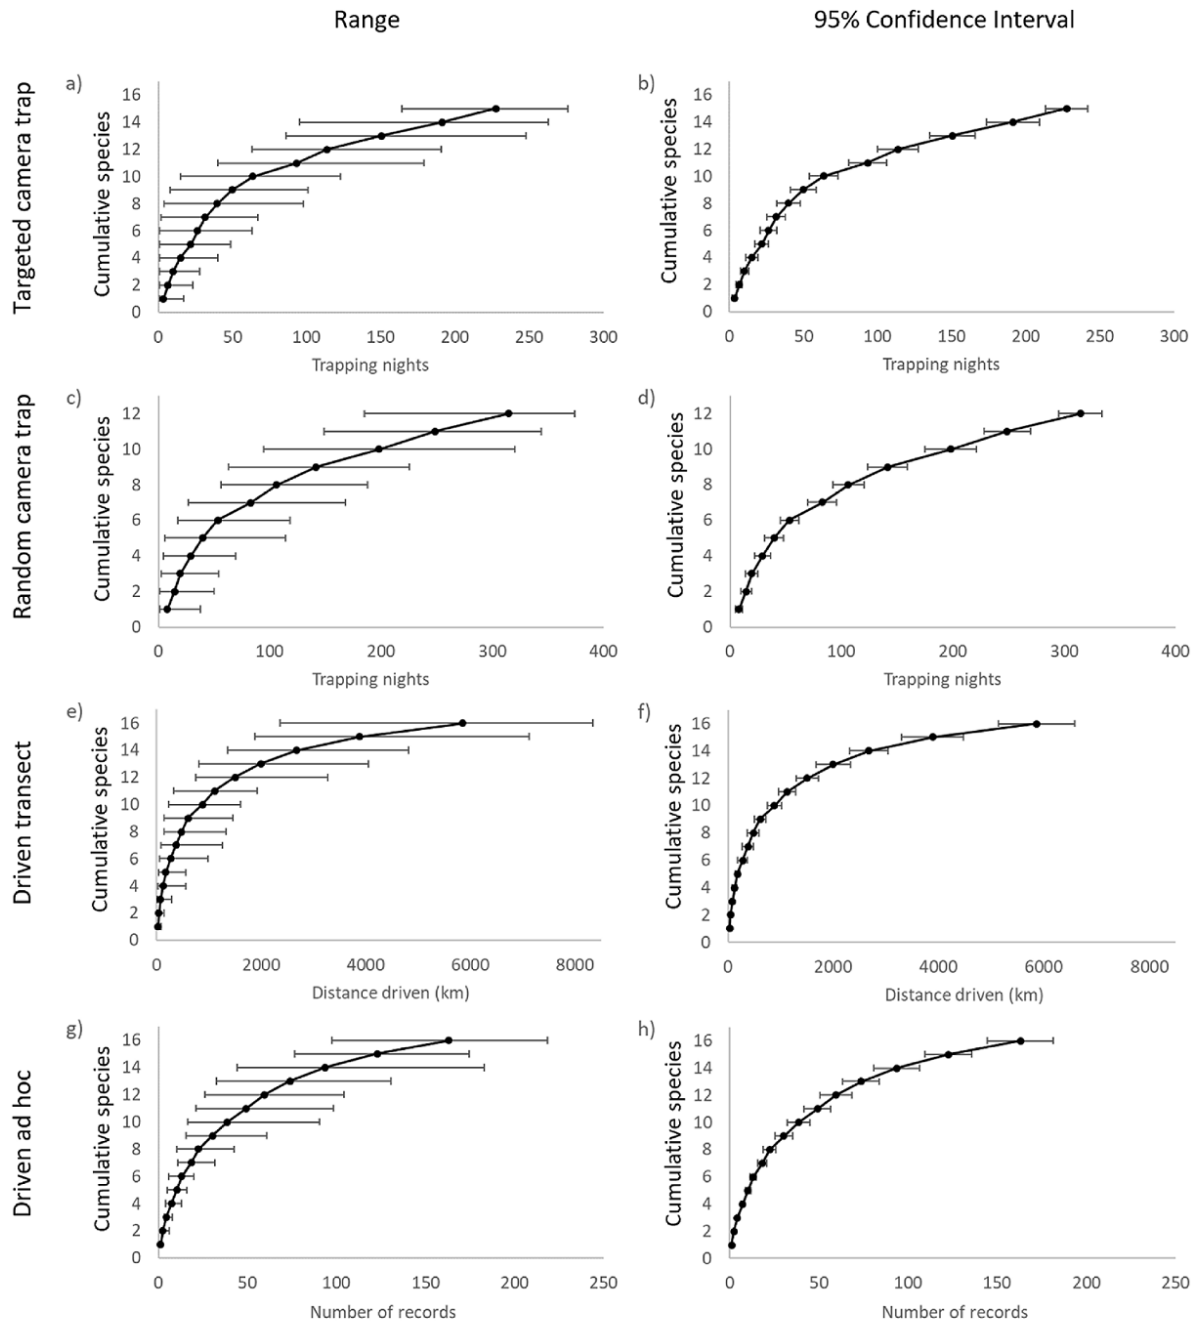 Range
95% Confidence Interval
Targeted camera trap
a)
Cumulative species
16
14
12
10
8
6
4
2
0
0 50 100 150 200 250 300
Trapping nights
b)
Cumulative species
16
14
12
10
8
6
4
2
0
0 50 100 150 200 250 300
Trapping nights
Random camera trap
c)
Cumulative species
12
10
8
6
4
2
0
0 100 200 300 400
Trapping nights
d)
Cumulative species
12
10
8
6
4
2
0
0 100 200 300 400
Trapping nights
Driven transect
e)
Cumulative species
16
14
12
10
8
6
4
2
0
0 2000 4000 6000 8000
Distance driven (km)
f)
Cumulative species
16
14
12
10
8
6
4
2
0
0 2000 4000 6000 8000
Distance driven (km)
Driven ad hoc
g)
Cumulative species
16
14
12
10
8
6
4
2
0
0 50 100 150 200 250
Number of records
h)
Cumulative species
16
14
12
10
8
6
4
2
0
0 50 100 150 200 250
Number of records